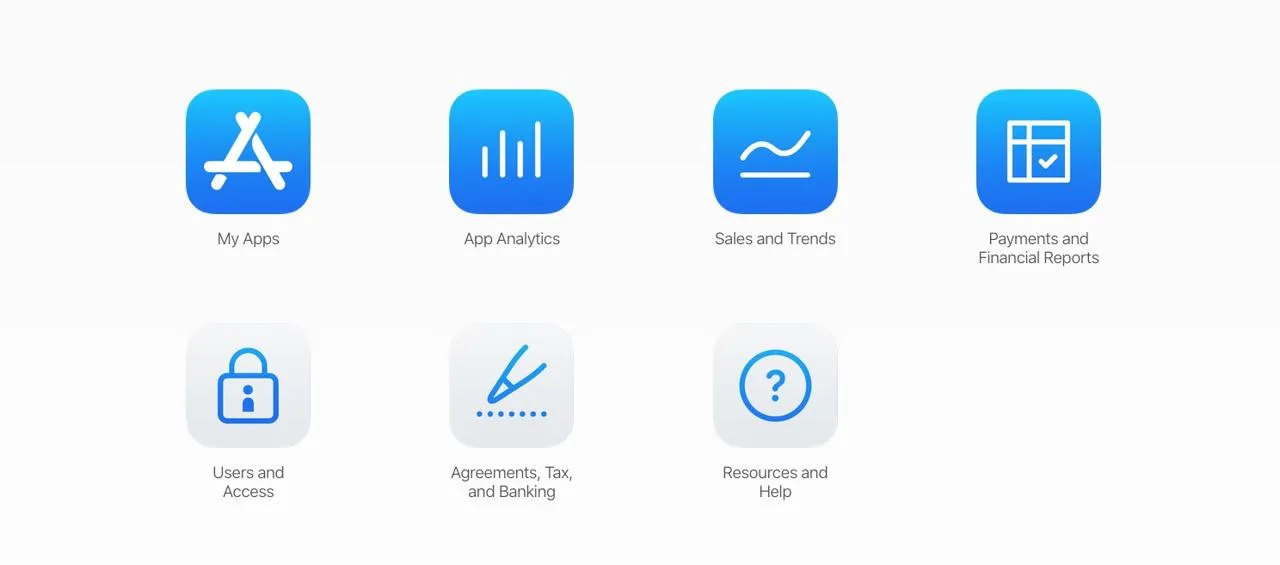 My Apps
App Analytics
Sales and Trends
Payments and
Financial Reports
Users and
Access
Agreements, Tax,
and Banking
Resources and
Help